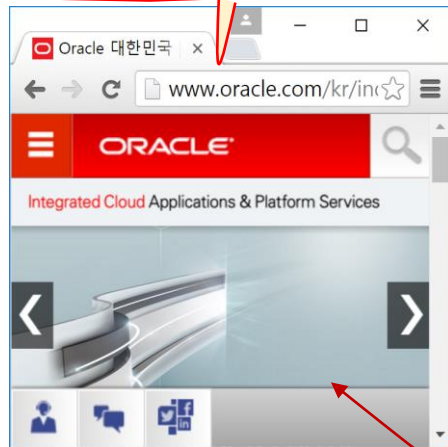 Oracle 대한민국
www.oracle.com/kr/in
ORACLE
Integrated Cloud Applications & Platform Services